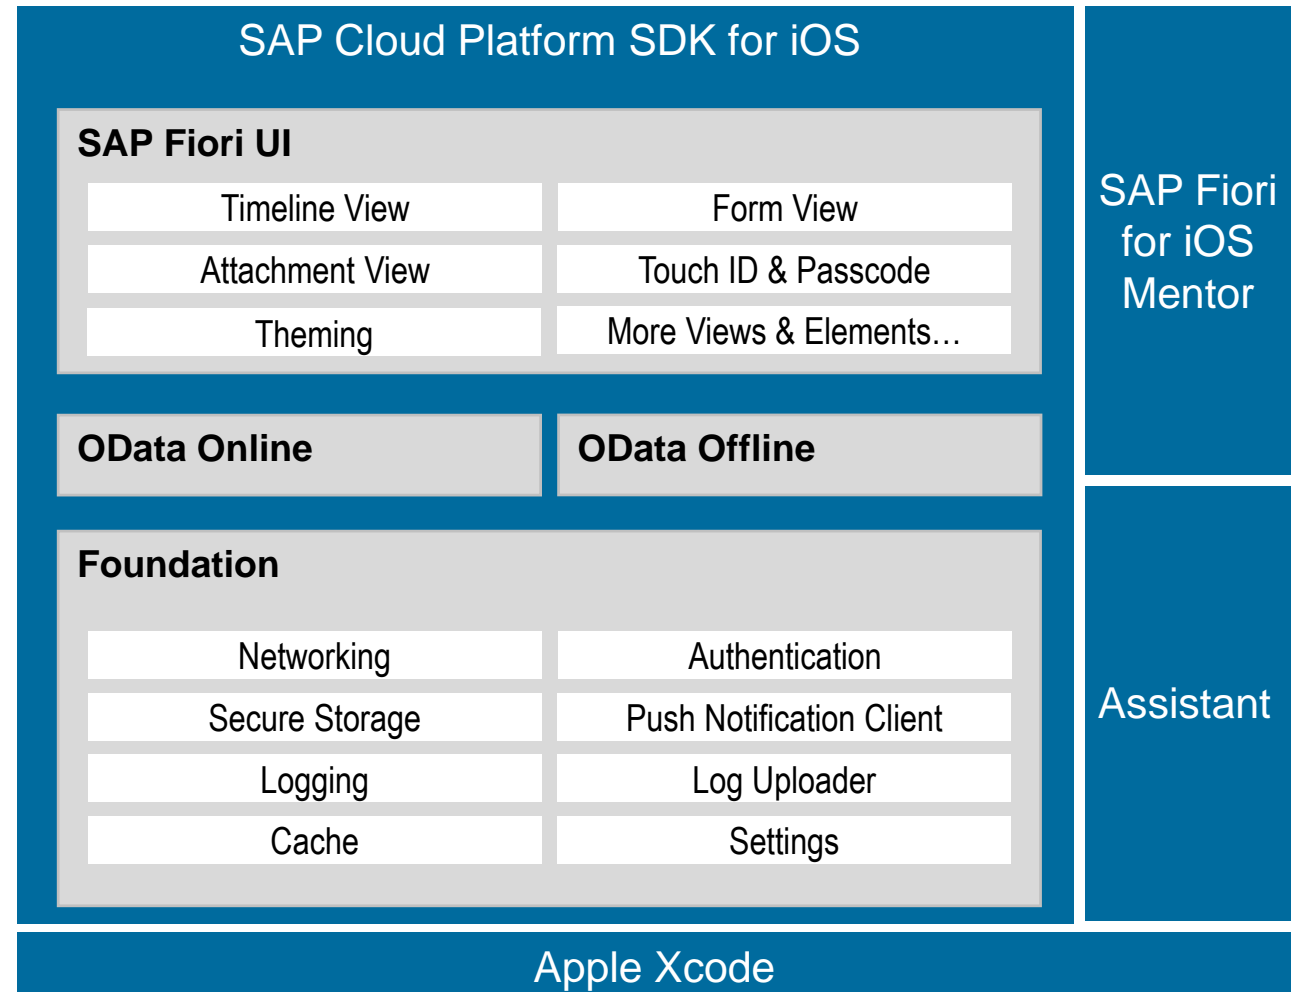 SAP Cloud Platform SDK for iOS
SAP Fiori UI
Timeline View
Form View
Attachment View
Touch ID & Passcode
Theming
More Views & Elements…
OData Online
OData Offline
Foundation
Networking
Authentication
Secure Storage
Push Notification Client
Logging
Log Uploader
Cache
Settings
SAP Fiori
for iOS
Mentor
Assistant
Apple Xcode